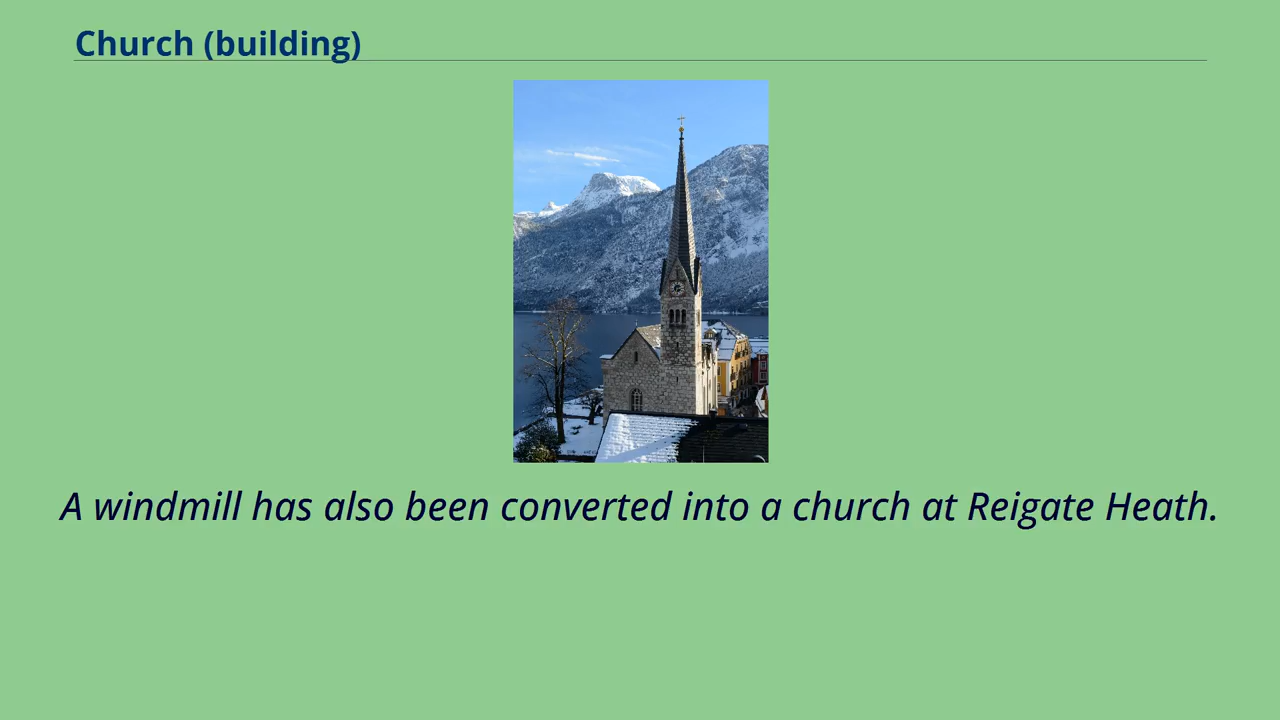 Church (building)
A windmill has also been converted into a church at Reigate Heath.